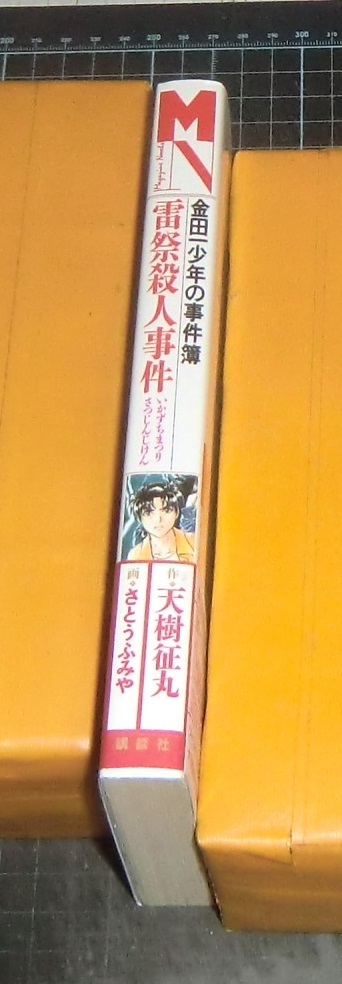 金田一少年の事件簿
雷祭殺人事件
いかずちまつり
さつじんじけん
作・天樹征丸
画・さとうふみや
講談社